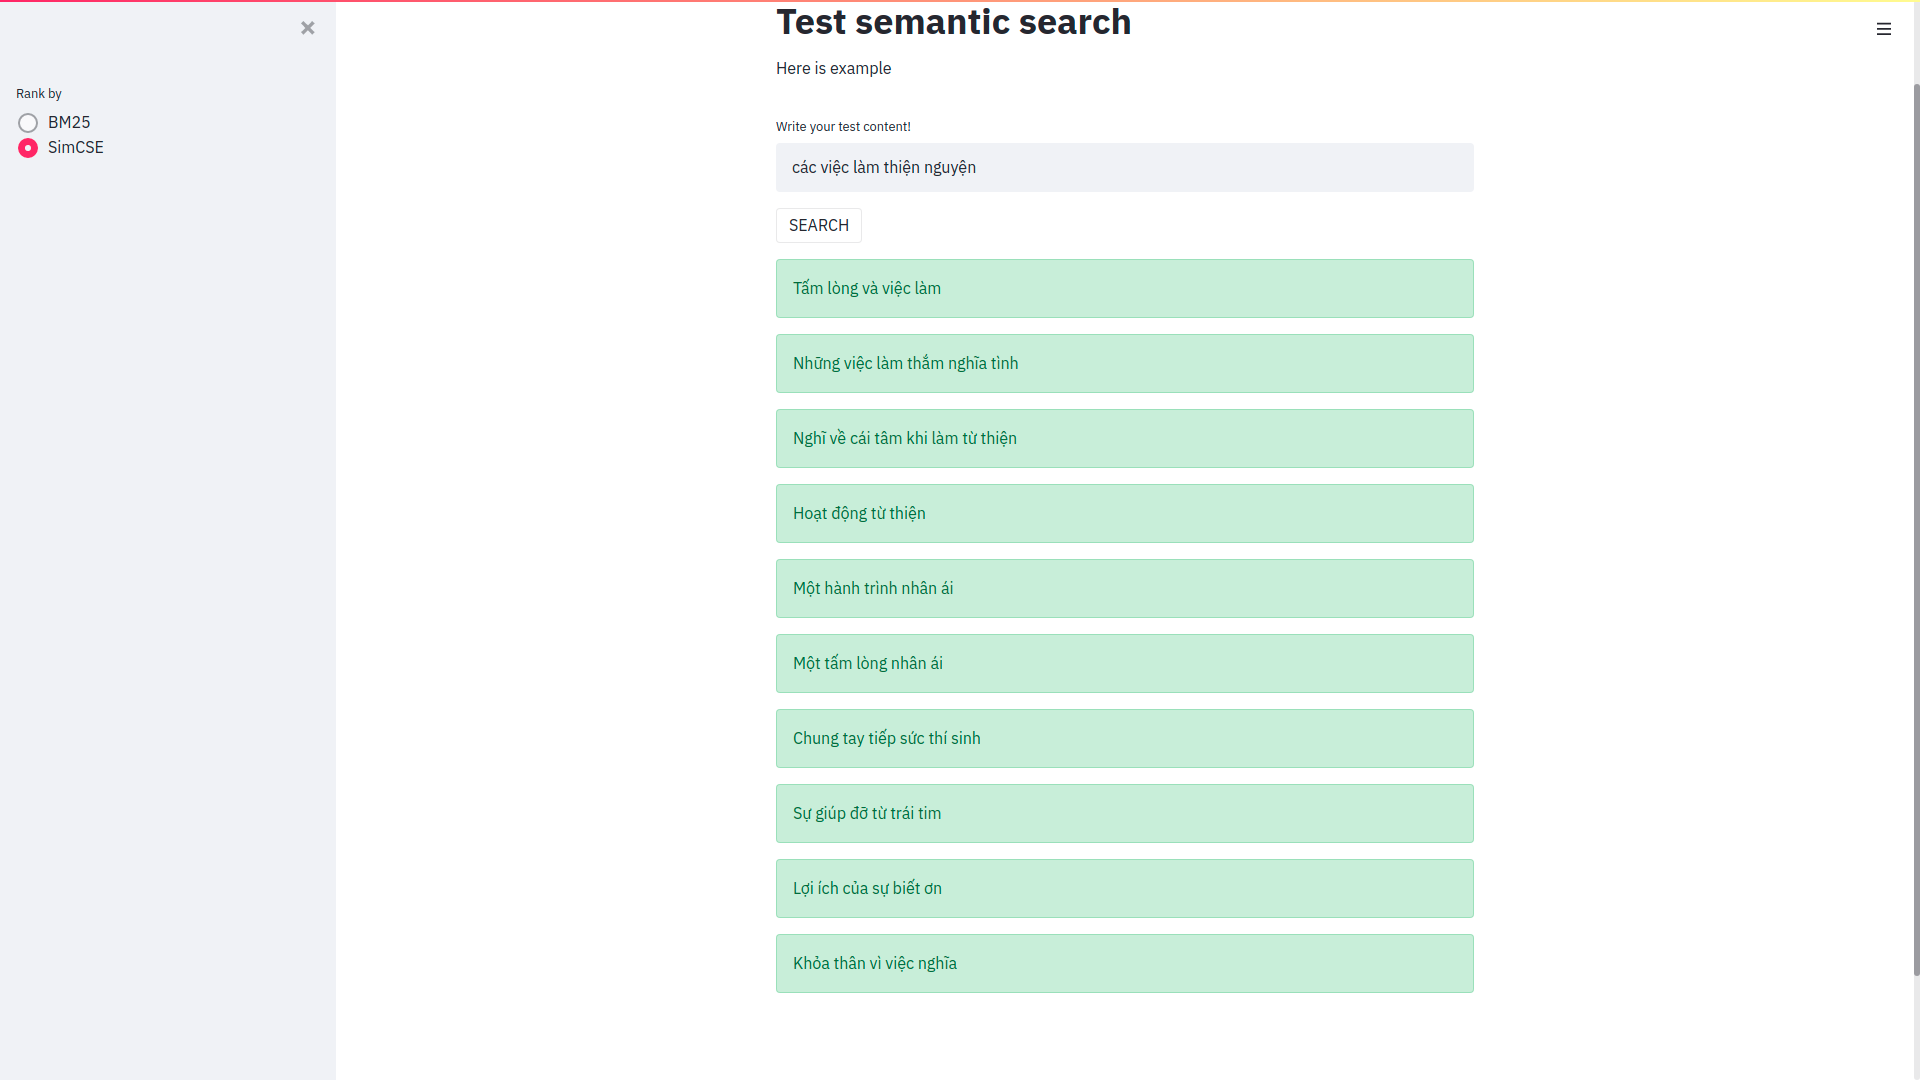 Rank by
BM25
SimCSE
Test semantic search
Here is example
Write your test content!
các việc làm thiện nguyện
SEARCH
Tấm lòng và việc làm
Những việc làm thắm nghĩa tình
Nghĩ về cái tâm khi làm từ thiện
Hoạt động từ thiện
Một hành trình nhân ái
Một tấm lòng nhân ái
Chung tay tiếp sức thí sinh
Sự giúp đỡ từ trái tim
Lợi ích của sự biết ơn
Khỏa thân vì việc nghĩa